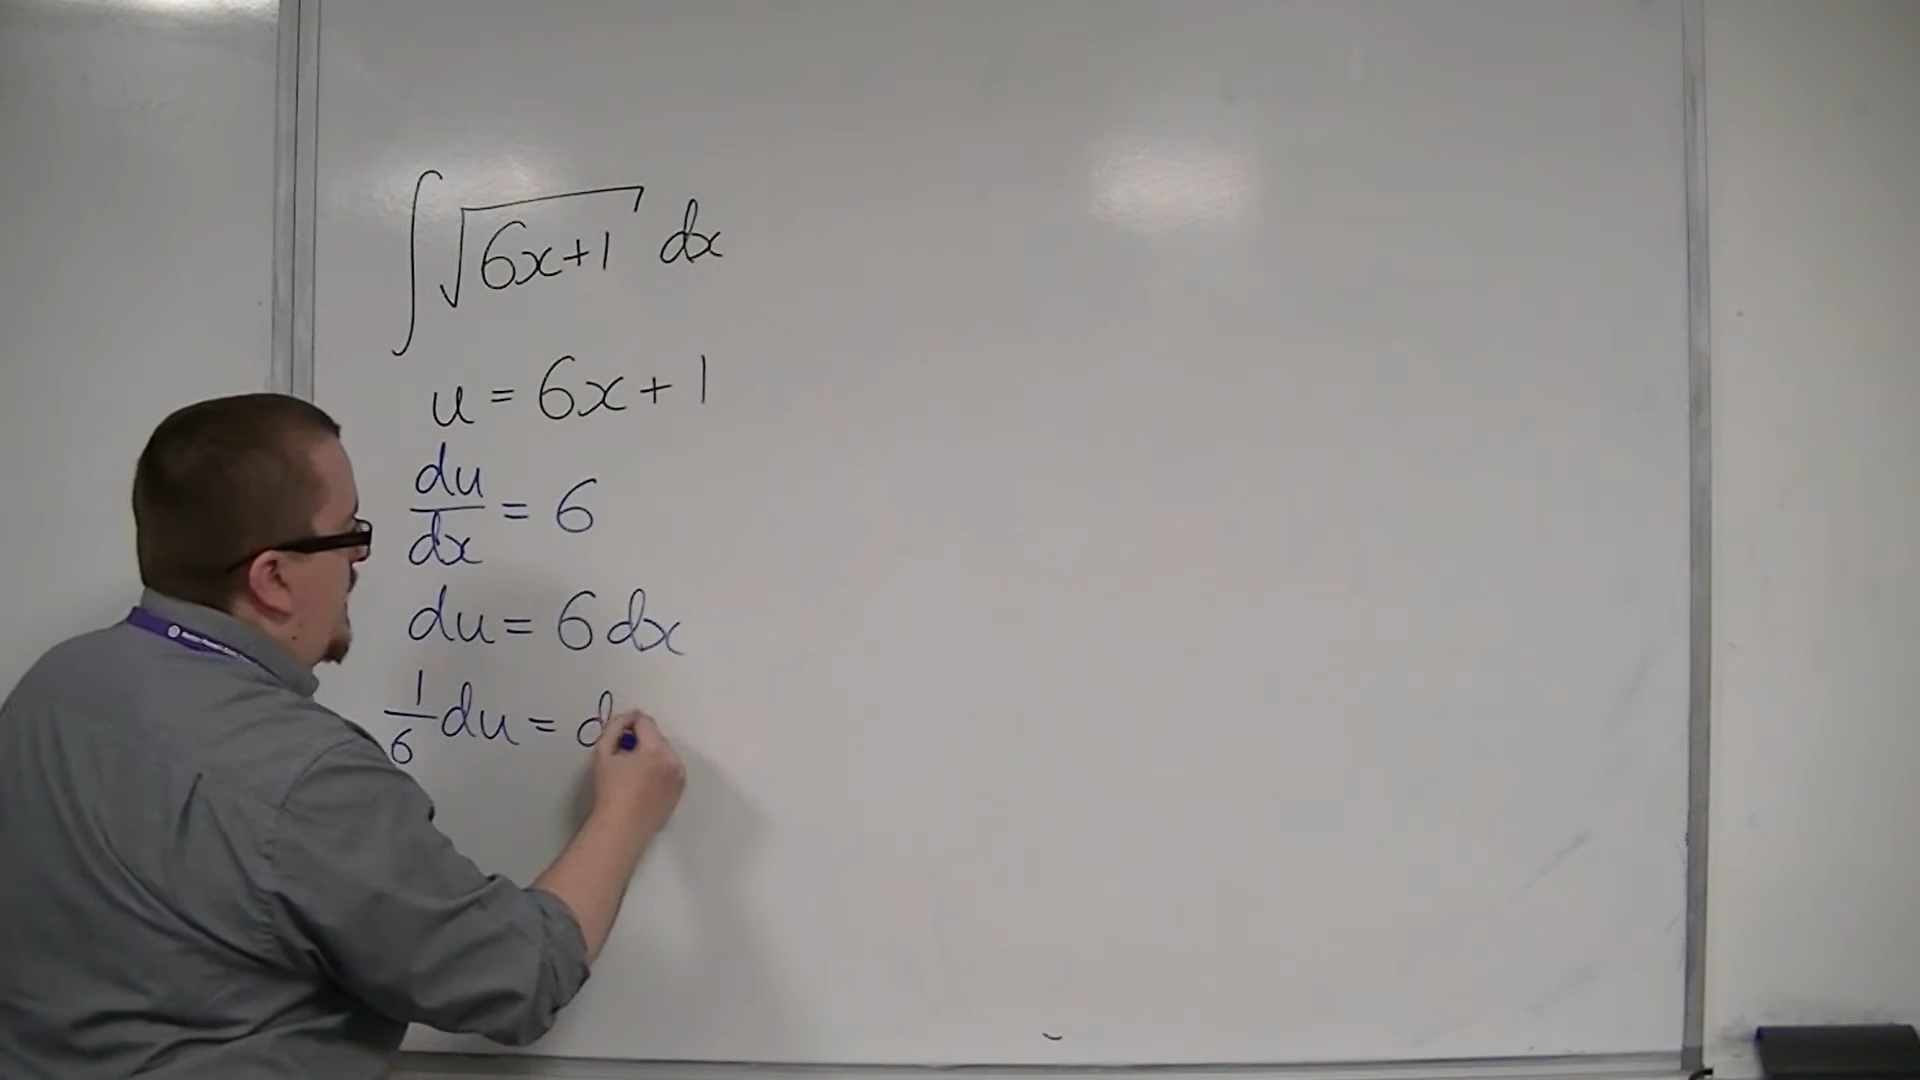 ∫√6x+1 dx
u = 6x+1
du/dx = 6
du = 6dx
1/6 du = d